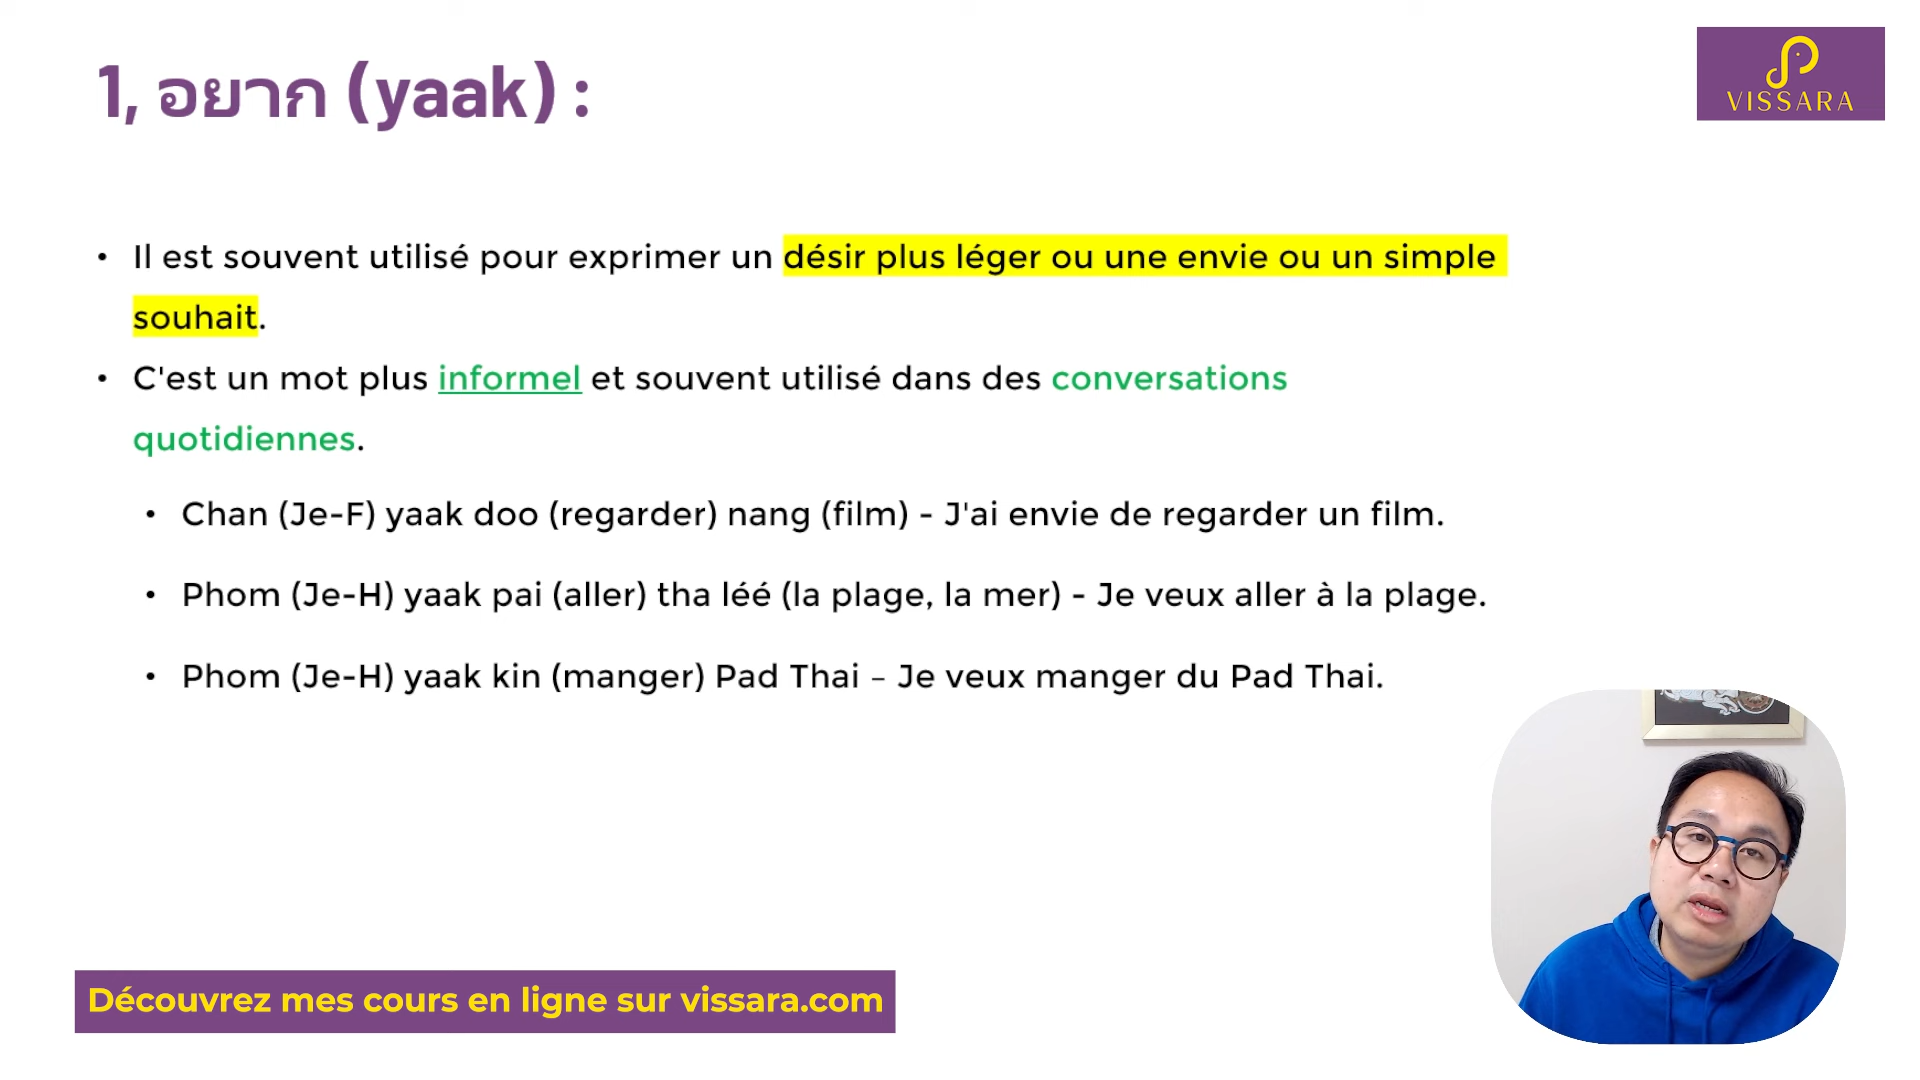 1, อยาก (yaak) :
VISSARA
• Il est souvent utilisé pour exprimer un désir plus léger ou une envie ou un simple
souhait.
• C'est un mot plus informel et souvent utilisé dans des conversations
quotidiennes.
• Chan (Je-F) yaak doo (regarder) nang (film) - J'ai envie de regarder un film.
• Phom (Je-H) yaak pai (aller) tha léé (la plage, la mer) - Je veux aller à la plage.
• Phom (Je-H) yaak kin (manger) Pad Thai – Je veux manger du Pad Thai.
Découvrez mes cours en ligne sur vissara.com